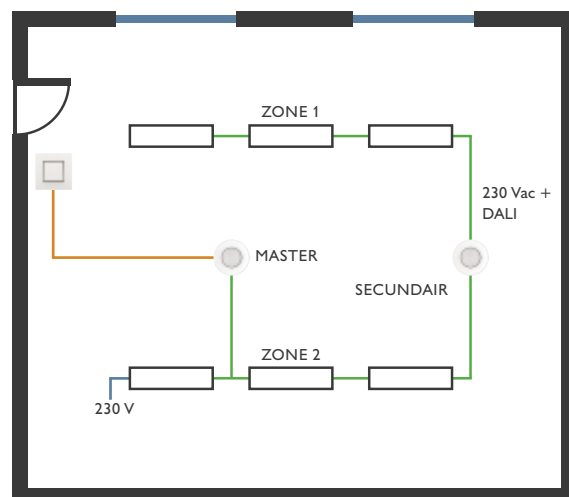 ZONE 1
230 Vac +
DALI
MASTER
SECUNDAIR
ZONE 2
230 V